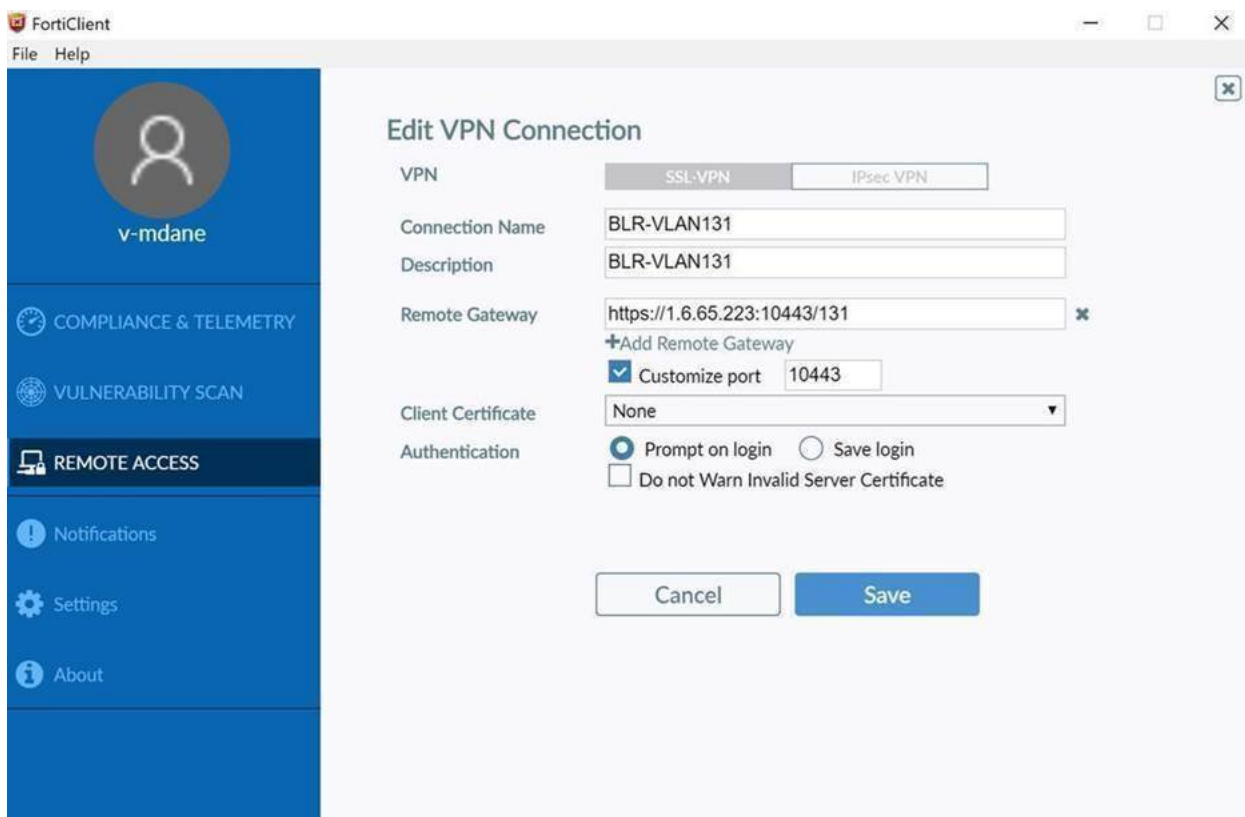 FortiClient
File Help
v-mdane
COMPLIANCE & TELEMETRY
VULNERABILITY SCAN
REMOTE ACCESS
Notifications
Settings
About
Edit VPN Connection
VPN SSL-VPN IPsec VPN
Connection Name BLR-VLAN131
Description BLR-VLAN131
Remote Gateway https://1.6.65.223:10443/131
+Add Remote Gateway
Customize port 10443
Client Certificate None
Authentication Prompt on login Save login
Do not Warn Invalid Server Certificate
Cancel Save